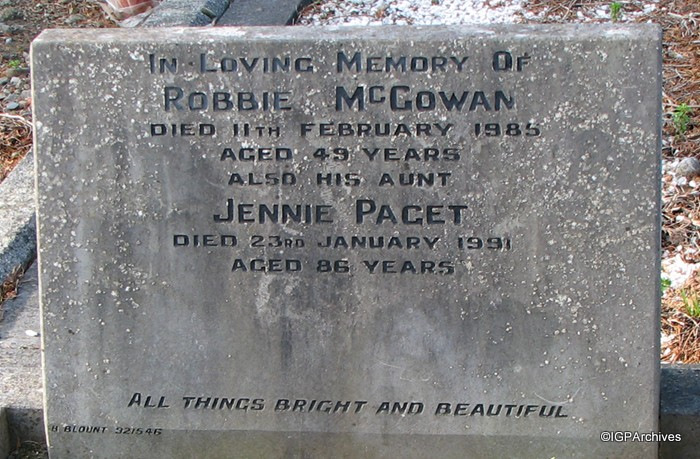 In Loving Memory Of
Robbie McGowan
Died 11th February 1985
Aged 49 Years
Also His Aunt
Jennie Paget
Died 23rd January 1991
Aged 86 Years
All things bright and beautiful
H Blount 321546
©IGPArchives